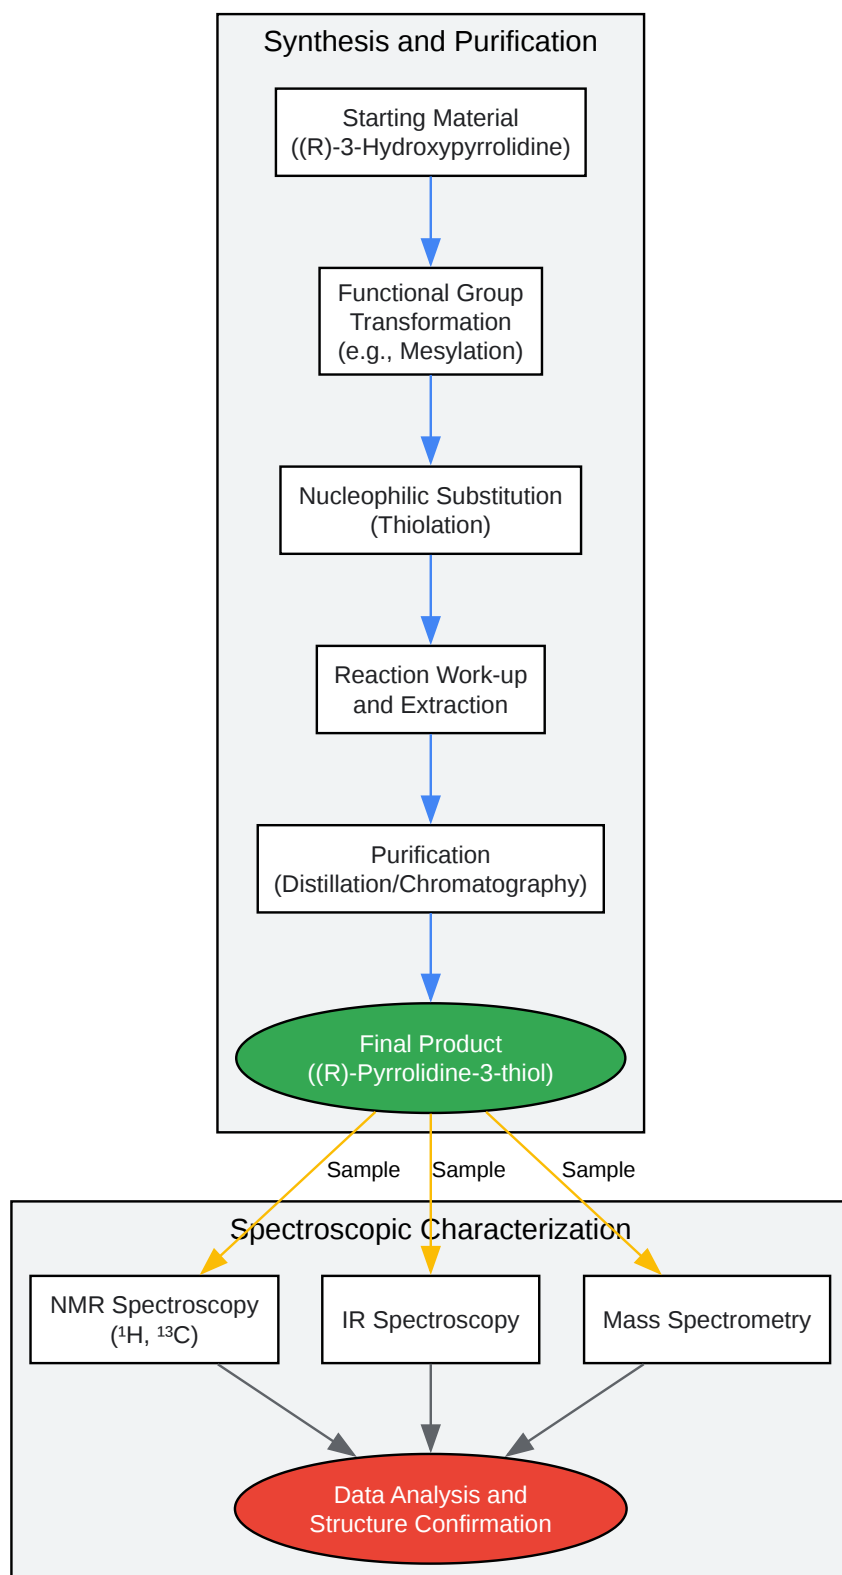 Synthesis and Purification
Starting Material
((R)-3-Hydroxypyrrolidine)
Functional Group
Transformation
(e.g., Mesylation)
Nucleophilic Substitution
(Thiolation)
Reaction Work-up
and Extraction
Purification
(Distillation/Chromatography)
Final Product
((R)-Pyrrolidine-3-thiol)
Sample
Sample
Sample
Spectroscopic Characterization
NMR Spectroscopy
(¹H, ¹³C)
IR Spectroscopy
Mass Spectrometry
Data Analysis and
Structure Confirmation